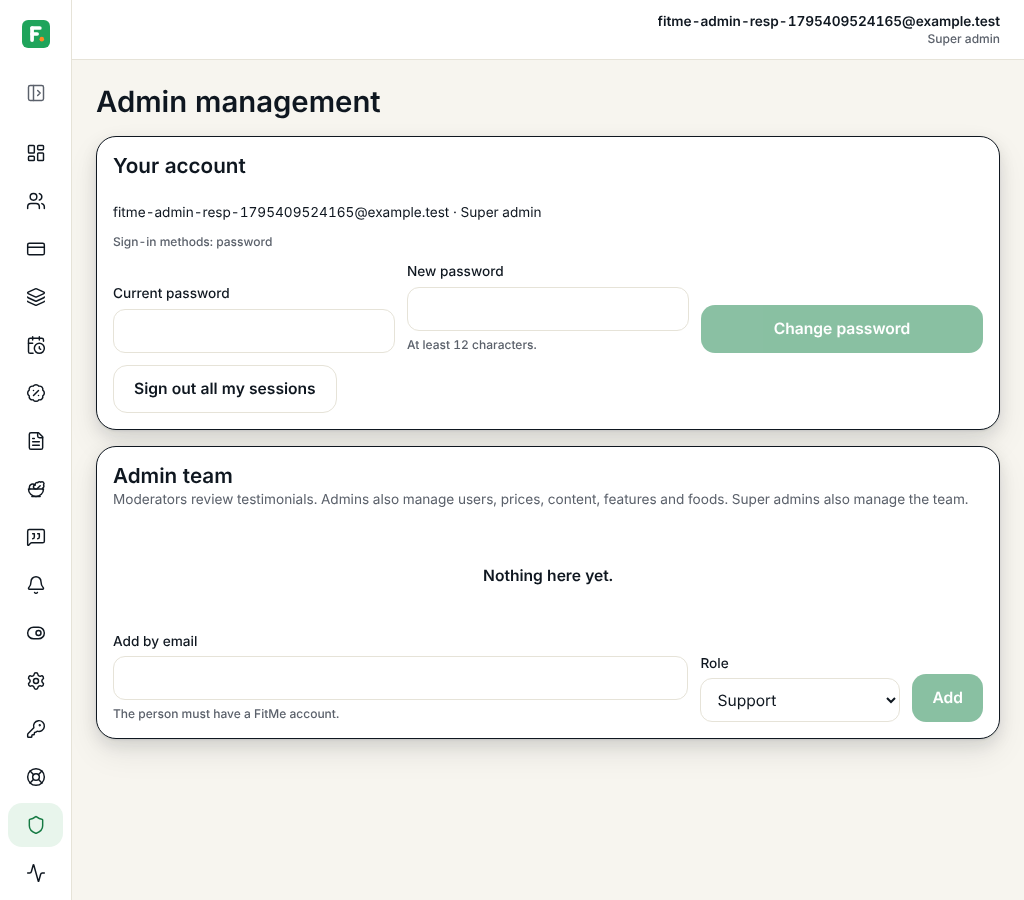 F.
fitme-admin-resp-1795409524165@example.test
Super admin
Admin management
Your account
fitme-admin-resp-1795409524165@example.test · Super admin
Sign-in methods: password
Current password
New password
At least 12 characters.
Change password
Sign out all my sessions
Admin team
Moderators review testimonials. Admins also manage users, prices, content, features and foods. Super admins also manage the team.
Nothing here yet.
Add by email
The person must have a FitMe account.
Role
Support
Add